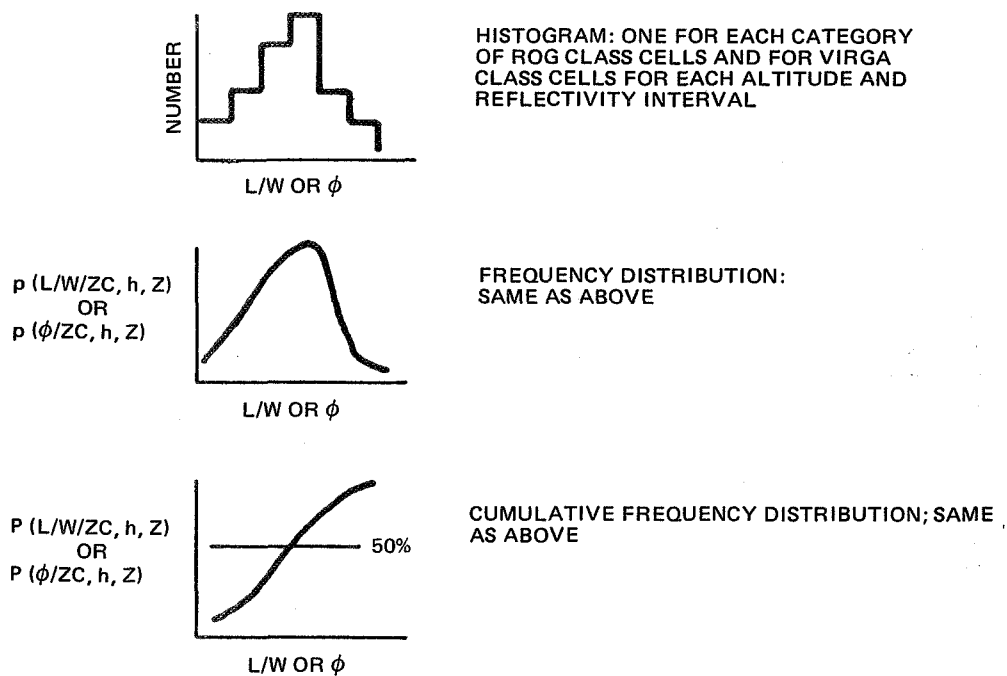 NUMBER
L/W OR ϕ
HISTOGRAM: ONE FOR EACH CATEGORY
OF ROG CLASS CELLS AND FOR VIRGA
CLASS CELLS FOR EACH ALTITUDE AND
REFLECTIVITY INTERVAL
p (L/W/ZC, h, Z)
OR
p (ϕ/ZC, h, Z)
L/W OR ϕ
FREQUENCY DISTRIBUTION:
SAME AS ABOVE
P (L/W/ZC, h, Z)
OR
P (ϕ/ZC, h, Z)
50%
L/W OR ϕ
CUMULATIVE FREQUENCY DISTRIBUTION; SAME
AS ABOVE